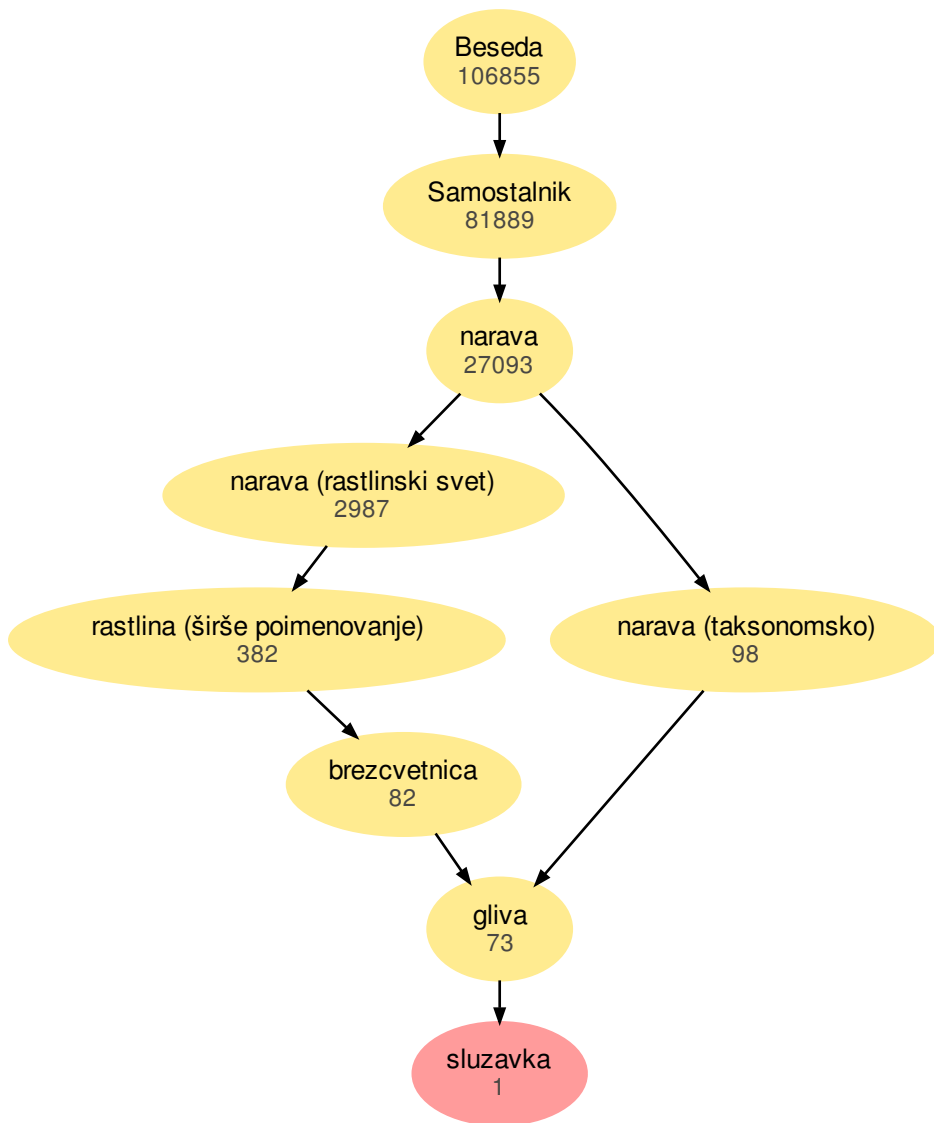 Beseda
106855
Samostalnik
81889
narava
27093
narava (rastlinski svet)
2987
rastlina (širše poimenovanje)
382
narava (taksonomsko)
98
brezcvetnica
82
gliva
73
sluzavka
1